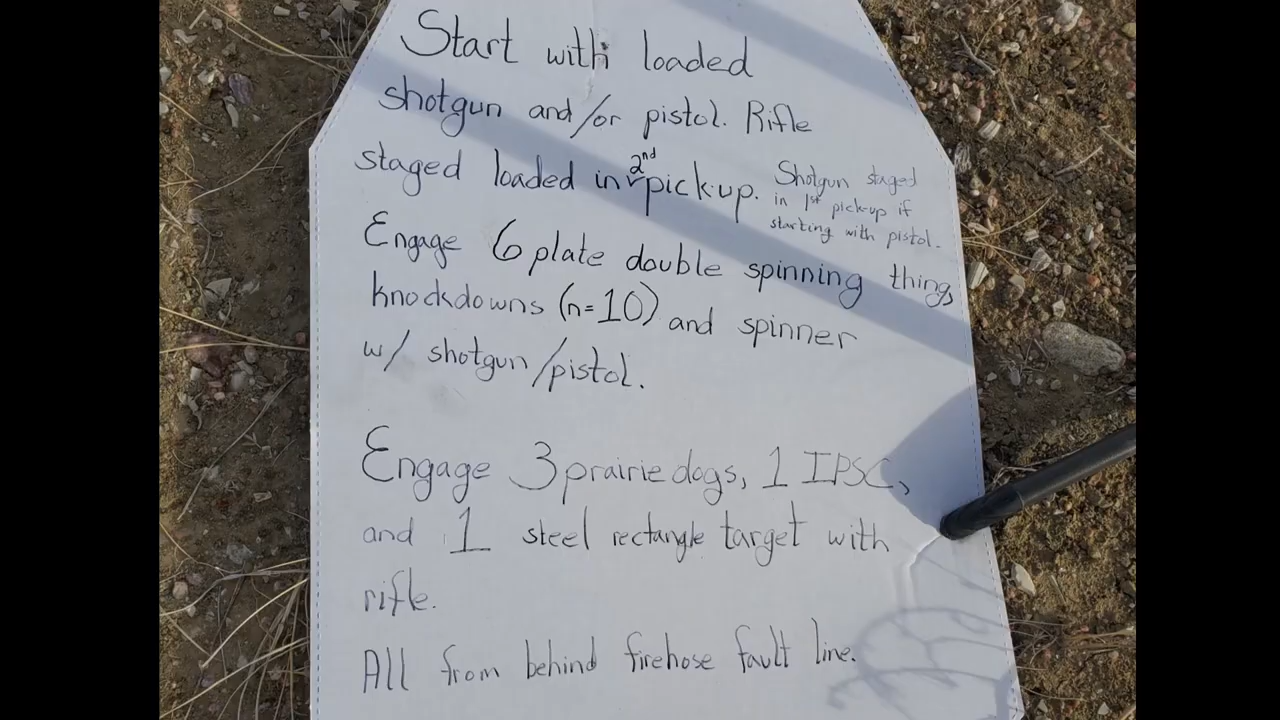 Start with loaded
shotgun and/or pistol. Rifle
staged loaded in 2nd pick-up. Shotgun staged
in 1st pick-up if
starting with pistol.
Engage 6 plate double spinning thing,
knockdowns (n=10) and spinner
w/ shotgun/pistol.
Engage 3 prairie dogs, 1 IPSC,
and 1 steel rectangle target with
rifle.
All from behind firehose fault line.